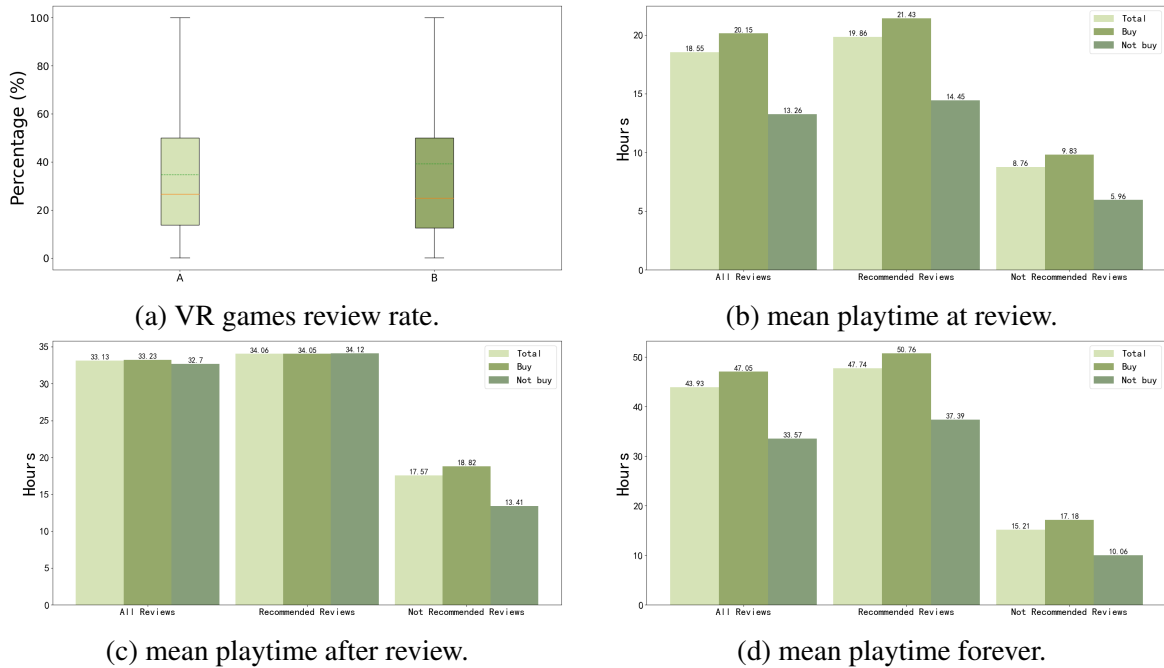 100
80
60
40
20
0
Percentage (%)
A B
(a) VR games review rate.
20
15
10
5
0
Hours
18.55 20.15 13.26 19.86 21.43 14.45 8.76 9.83 5.96
Total
Buy
Not buy
All Reviews Recommended Reviews Not Recommended Reviews
(b) mean playtime at review.
35
30
25
20
15
10
5
0
Hours
33.13 33.23 32.7 34.06 34.05 34.12 17.57 18.82 13.41
Total
Buy
Not buy
All Reviews Recommended Reviews Not Recommended Reviews
(c) mean playtime after review.
50
40
30
20
10
0
Hours
43.93 47.05 33.57 47.74 50.76 37.39 15.21 17.18 10.06
Total
Buy
Not buy
All Reviews Recommended Reviews Not Recommended Reviews
(d) mean playtime forever.